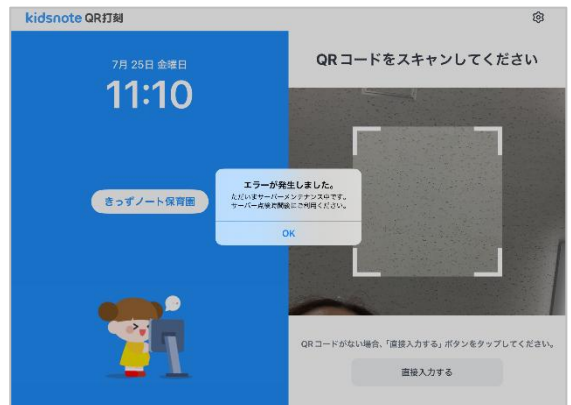 kidsnote QR打刻
7月 25日 金曜日
11:10
きっずノート保育園
QRコードをスキャンしてください
エラーが発生しました。
ただいまサーバーメンテナンス中です。
サーバー点検時間後にご利用ください。
OK
QRコードがない場合、「直接入力する」ボタンをタップしてください。
直接入力する